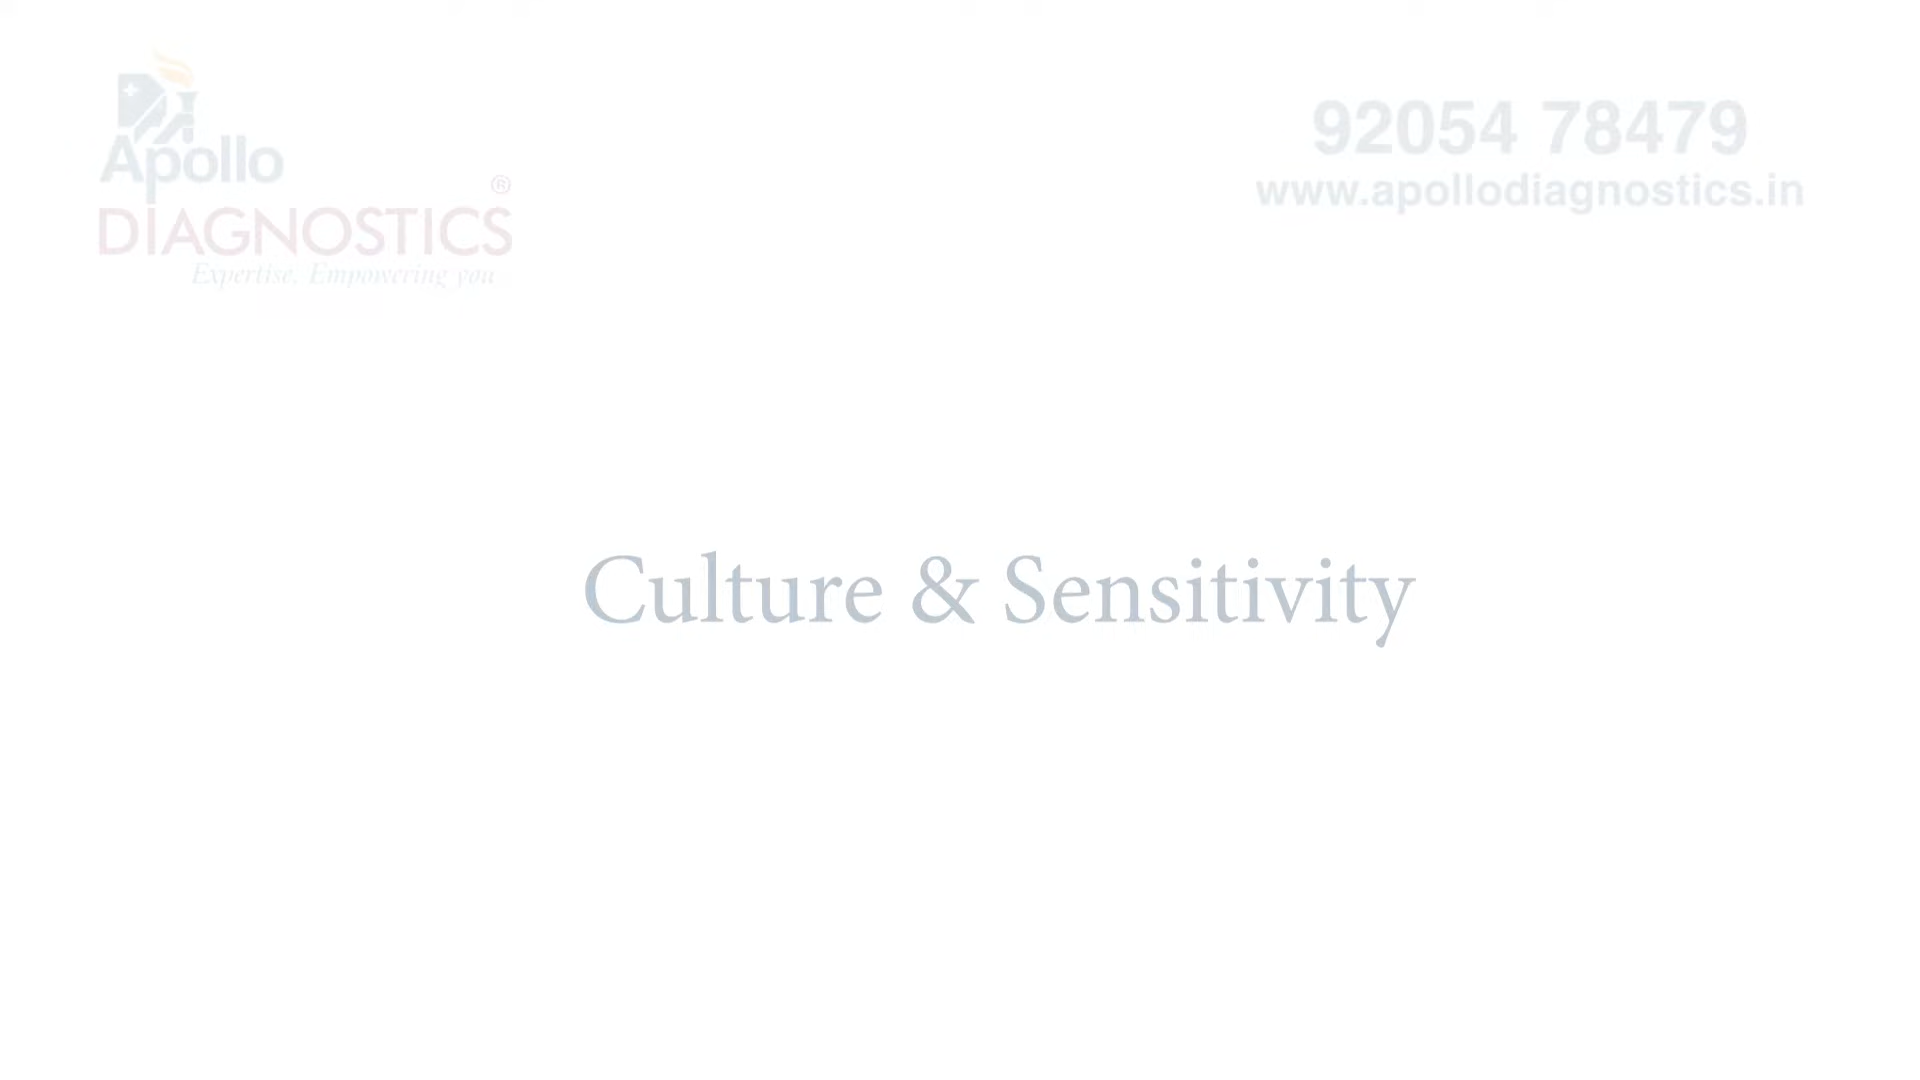 Apollo
DIAGNOSTICS®
Expertise. Empowering you
92054 78479
www.apollodiagnostics.in
Culture & Sensitivity